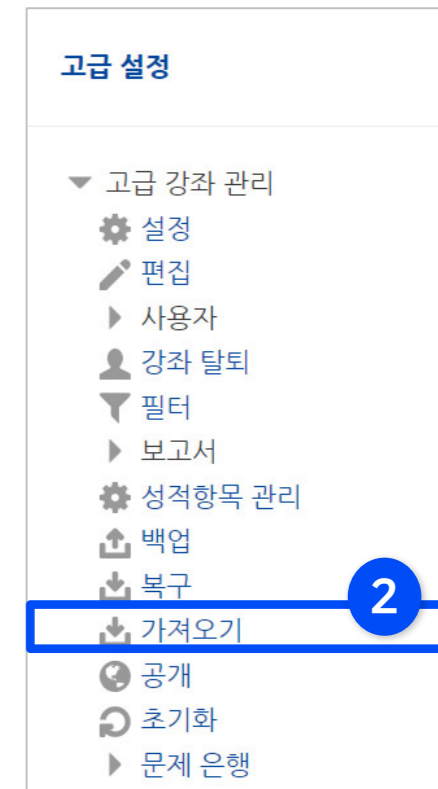 고급 설정
고급 강좌 관리
설정
편집
사용자
강좌 탈퇴
필터
보고서
성적항목 관리
백업
복구
2
가져오기
공개
초기화
문제 은행